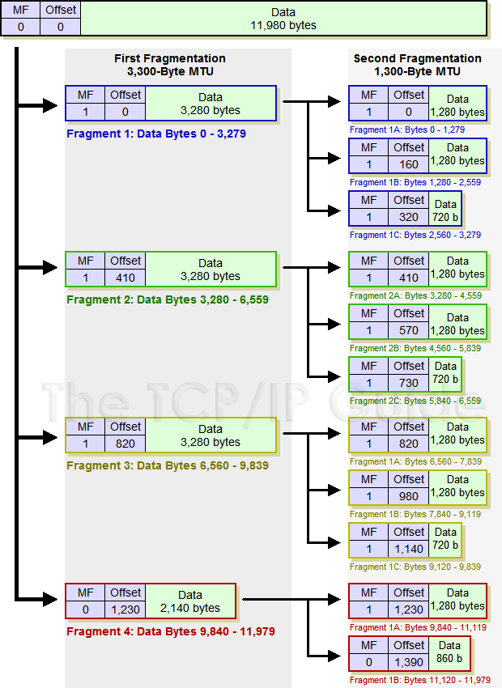 MF Offset Data
0 0 11,980 bytes
First Fragmentation
3,300-Byte MTU
Second Fragmentation
1,300-Byte MTU
MF Offset Data
1 0 3,280 bytes
Fragment 1: Data Bytes 0 - 3,279
MF Offset Data
1 0 1,280 bytes
Fragment 1A: Bytes 0 - 1,279
MF Offset Data
1 160 1,280 bytes
Fragment 1B: Bytes 1,280 - 2,559
MF Offset Data
1 320 720 b
Fragment 1C: Bytes 2,560 - 3,279
MF Offset Data
1 410 3,280 bytes
Fragment 2: Data Bytes 3,280 - 6,559
MF Offset Data
1 410 1,280 bytes
Fragment 2A: Bytes 3,280 - 4,559
MF Offset Data
1 570 1,280 bytes
Fragment 2B: Bytes 4,560 - 5,839
MF Offset Data
1 730 720 b
Fragment 2C: Bytes 5,840 - 6,559
The TCP/IP Guide
MF Offset Data
1 820 3,280 bytes
Fragment 3: Data Bytes 6,560 - 9,839
MF Offset Data
1 820 1,280 bytes
Fragment 1A: Bytes 6,560 - 7,839
MF Offset Data
1 980 1,280 bytes
Fragment 1B: Bytes 7,840 - 9,119
MF Offset Data
1 1,140 720 b
Fragment 1C: Bytes 9,120 - 9,839
MF Offset Data
0 1,230 2,140 bytes
Fragment 4: Data Bytes 9,840 - 11,979
MF Offset Data
1 1,230 1,280 bytes
Fragment 1A: Bytes 9,840 - 11,119
MF Offset Data
0 1,390 860 b
Fragment 1B: Bytes 11,120 - 11,979